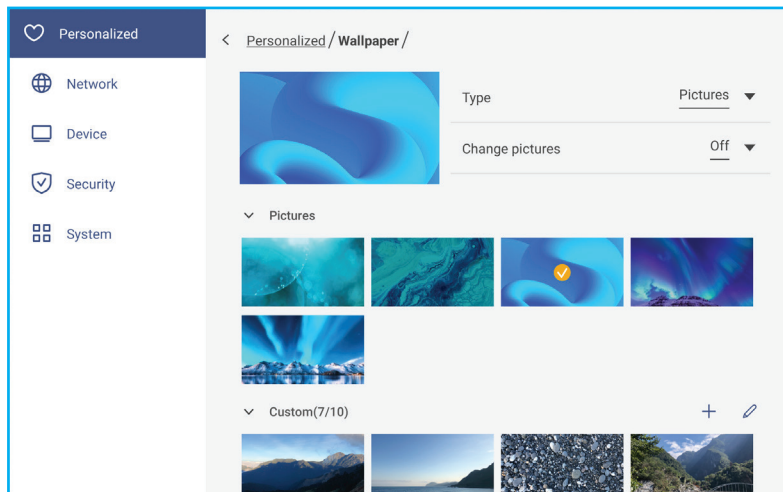 Personalized
Personalized / Wallpaper /
Network
Type Pictures
Device
Change pictures Off
Security
Pictures
System
Custom(7/10)